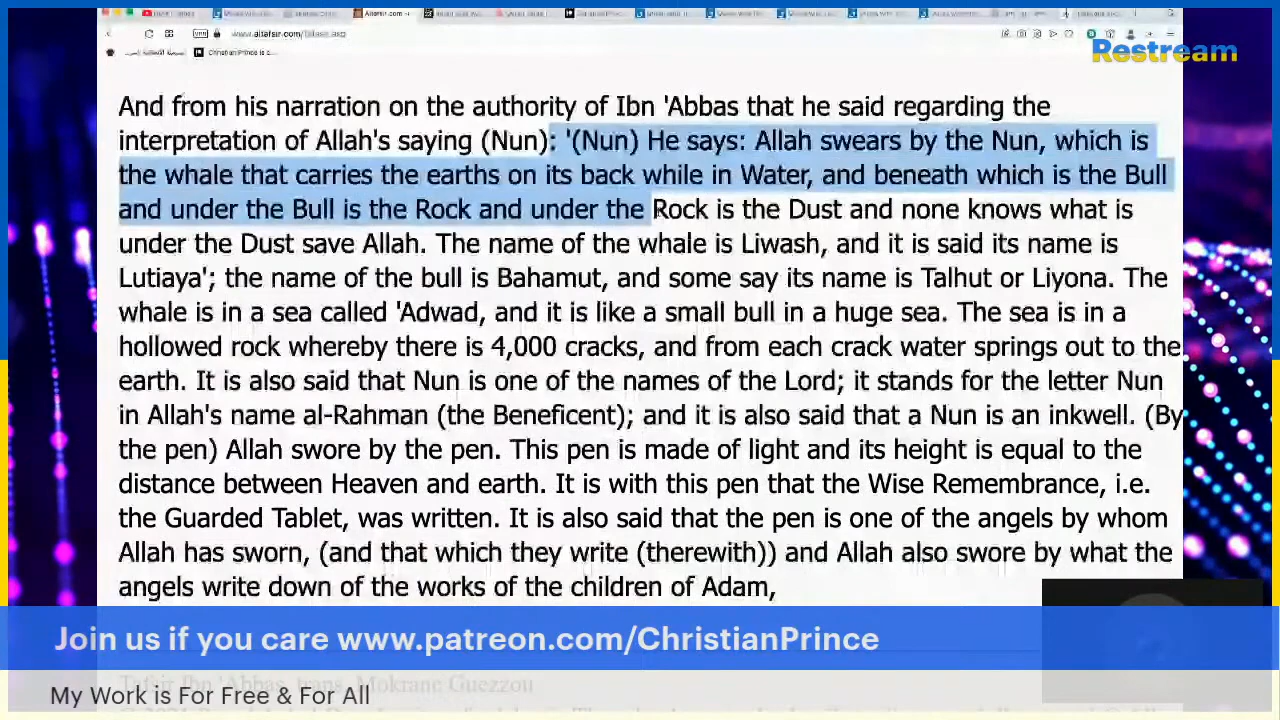 www.altafsir.com/Tafasir.asp
Christian Prince is c...
Restream
And from his narration on the authority of Ibn 'Abbas that he said regarding the
interpretation of Allah's saying (Nun): '(Nun) He says: Allah swears by the Nun, which is
the whale that carries the earths on its back while in Water, and beneath which is the Bull
and under the Bull is the Rock and under the Rock is the Dust and none knows what is
under the Dust save Allah. The name of the whale is Liwash, and it is said its name is
Lutiaya'; the name of the bull is Bahamut, and some say its name is Talhut or Liyona. The
whale is in a sea called 'Adwad, and it is like a small bull in a huge sea. The sea is in a
hollowed rock whereby there is 4,000 cracks, and from each crack water springs out to the
earth. It is also said that Nun is one of the names of the Lord; it stands for the letter Nun
in Allah's name al-Rahman (the Beneficent); and it is also said that a Nun is an inkwell. (By
the pen) Allah swore by the pen. This pen is made of light and its height is equal to the
distance between Heaven and earth. It is with this pen that the Wise Remembrance, i.e.
the Guarded Tablet, was written. It is also said that the pen is one of the angels by whom
Allah has sworn, (and that which they write (therewith)) and Allah also swore by what the
angels write down of the works of the children of Adam,
Join us if you care www.patreon.com/ChristianPrince
Tafsir Ibn 'Abbas, trans. Mokrane Guezzou
My Work is For Free & For All